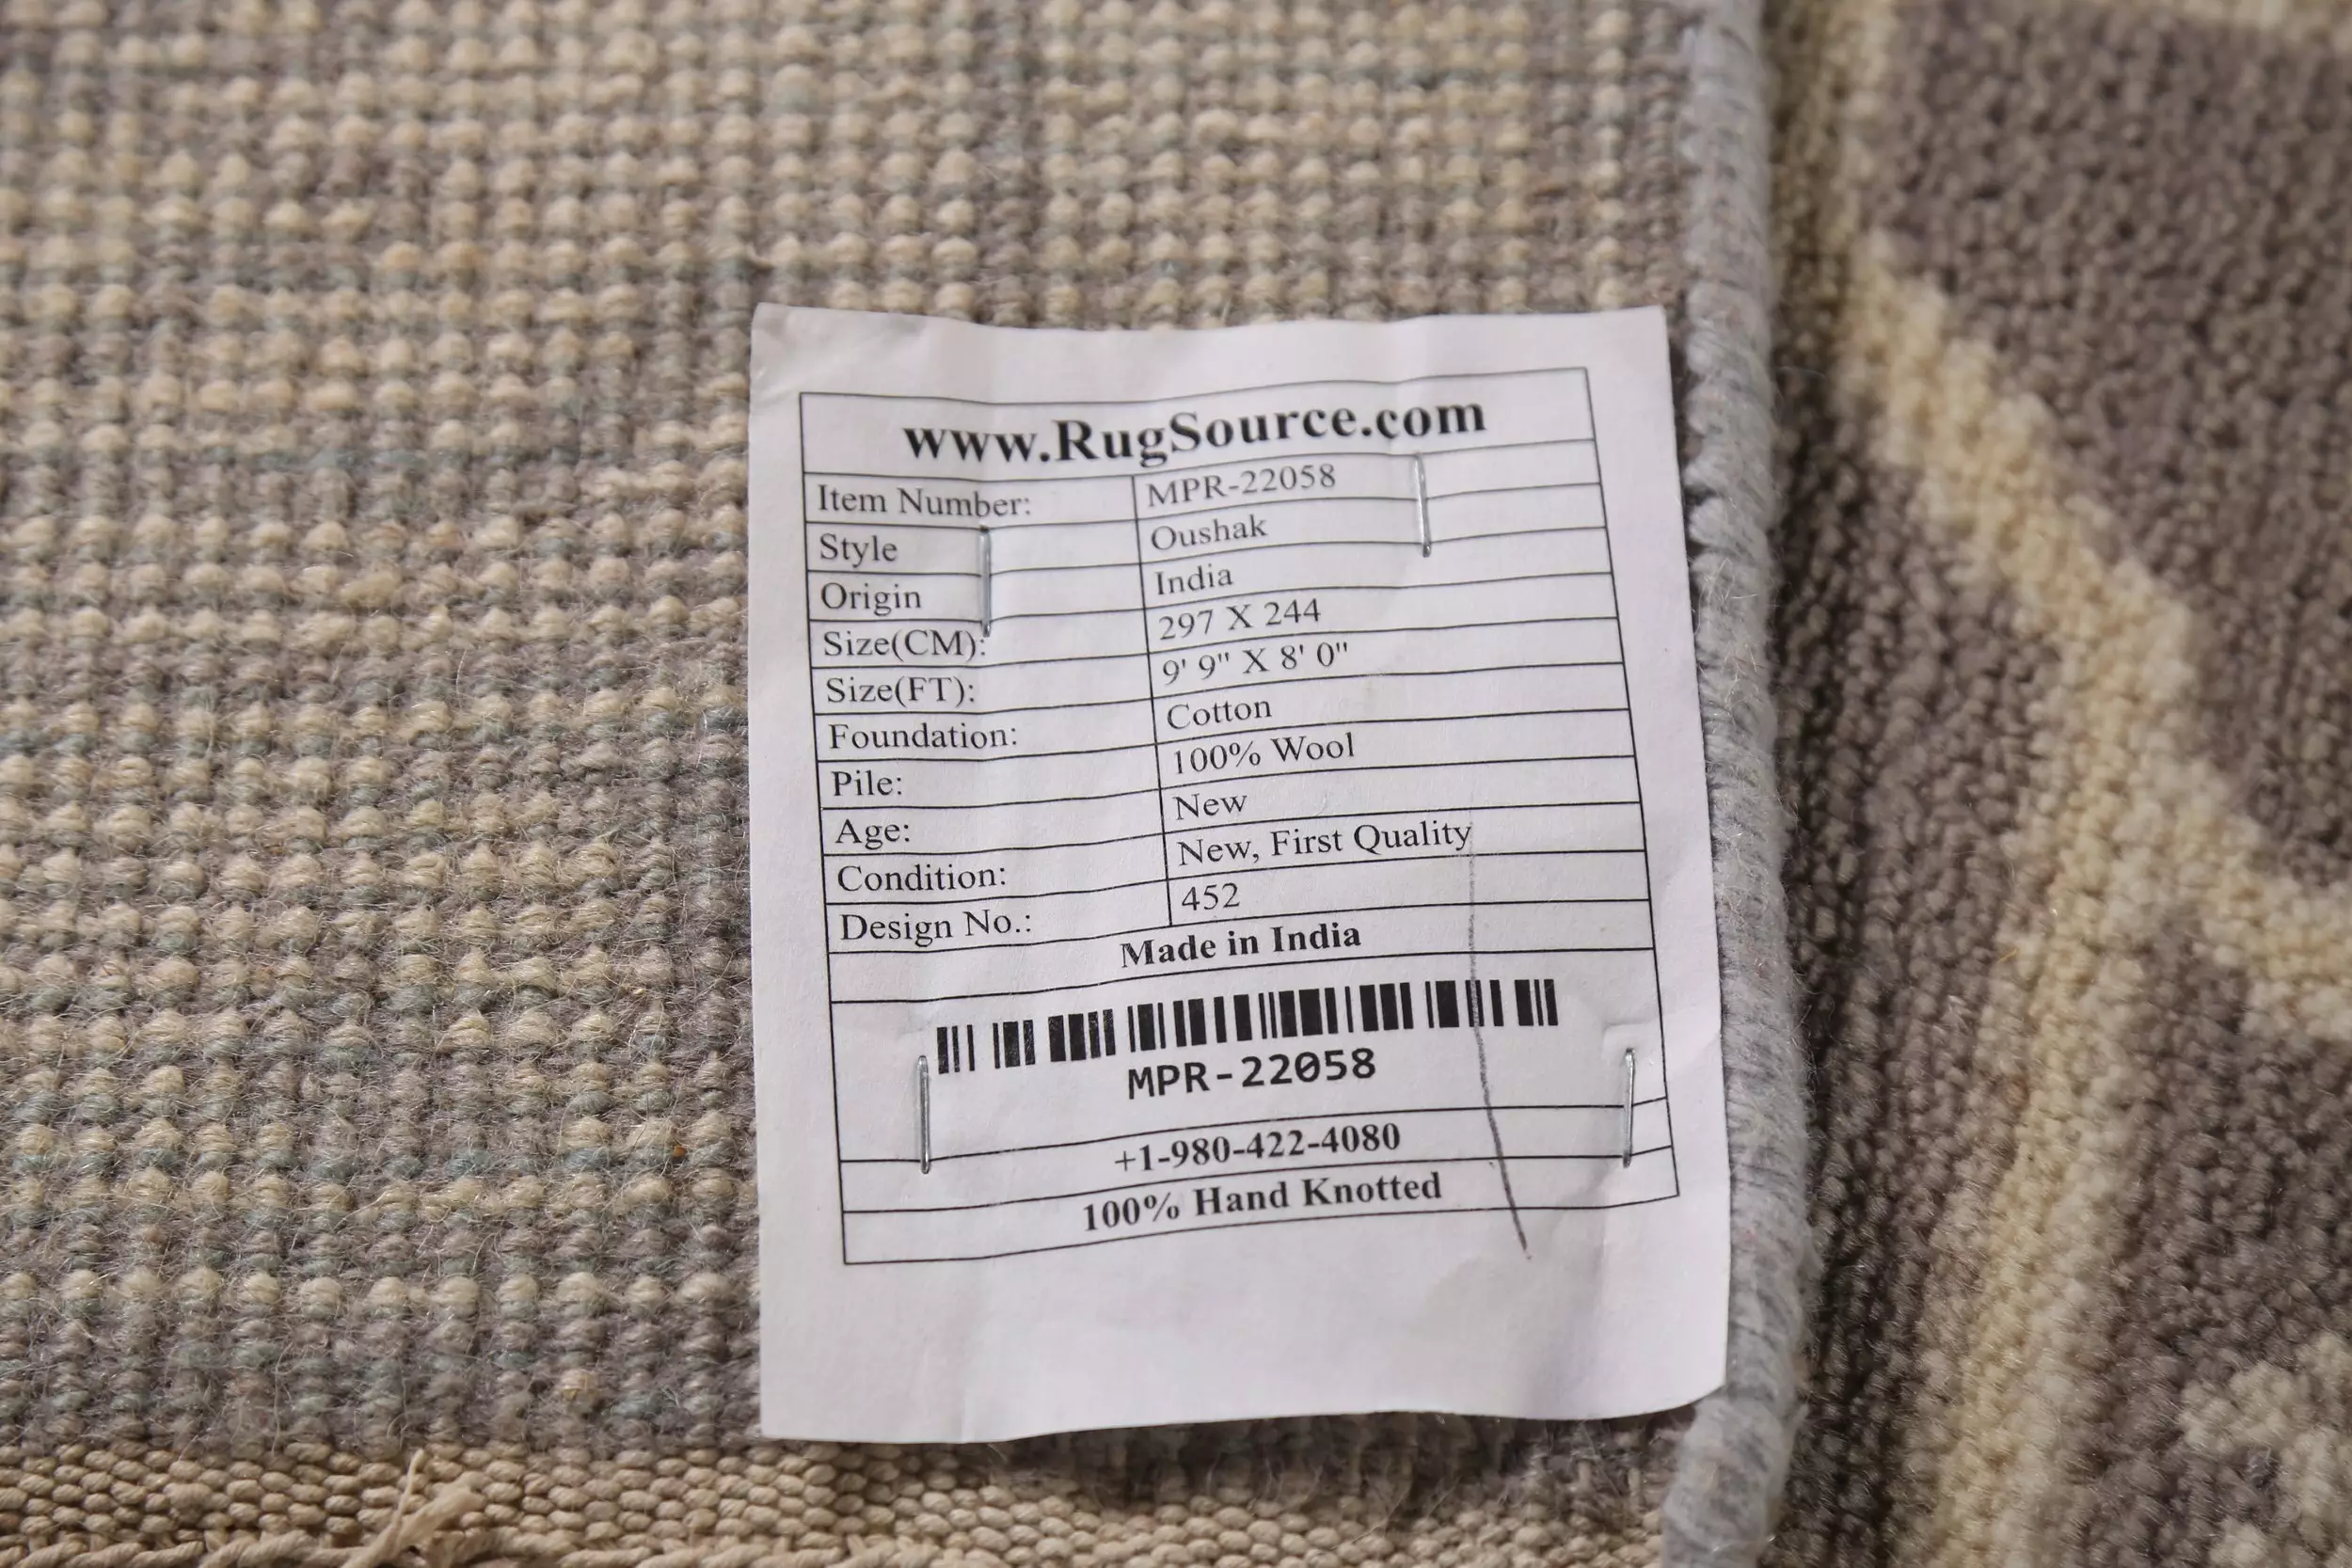 www.RugSource.com
Item Number: MPR-22058
Style Oushak
Origin India
Size(CM): 297 X 244
Size(FT): 9' 9" X 8' 0"
Foundation: Cotton
Pile: 100% Wool
Age: New
Condition: New, First Quality
Design No.: 452
Made in India
MPR-22058
+1-980-422-4080
100% Hand Knotted